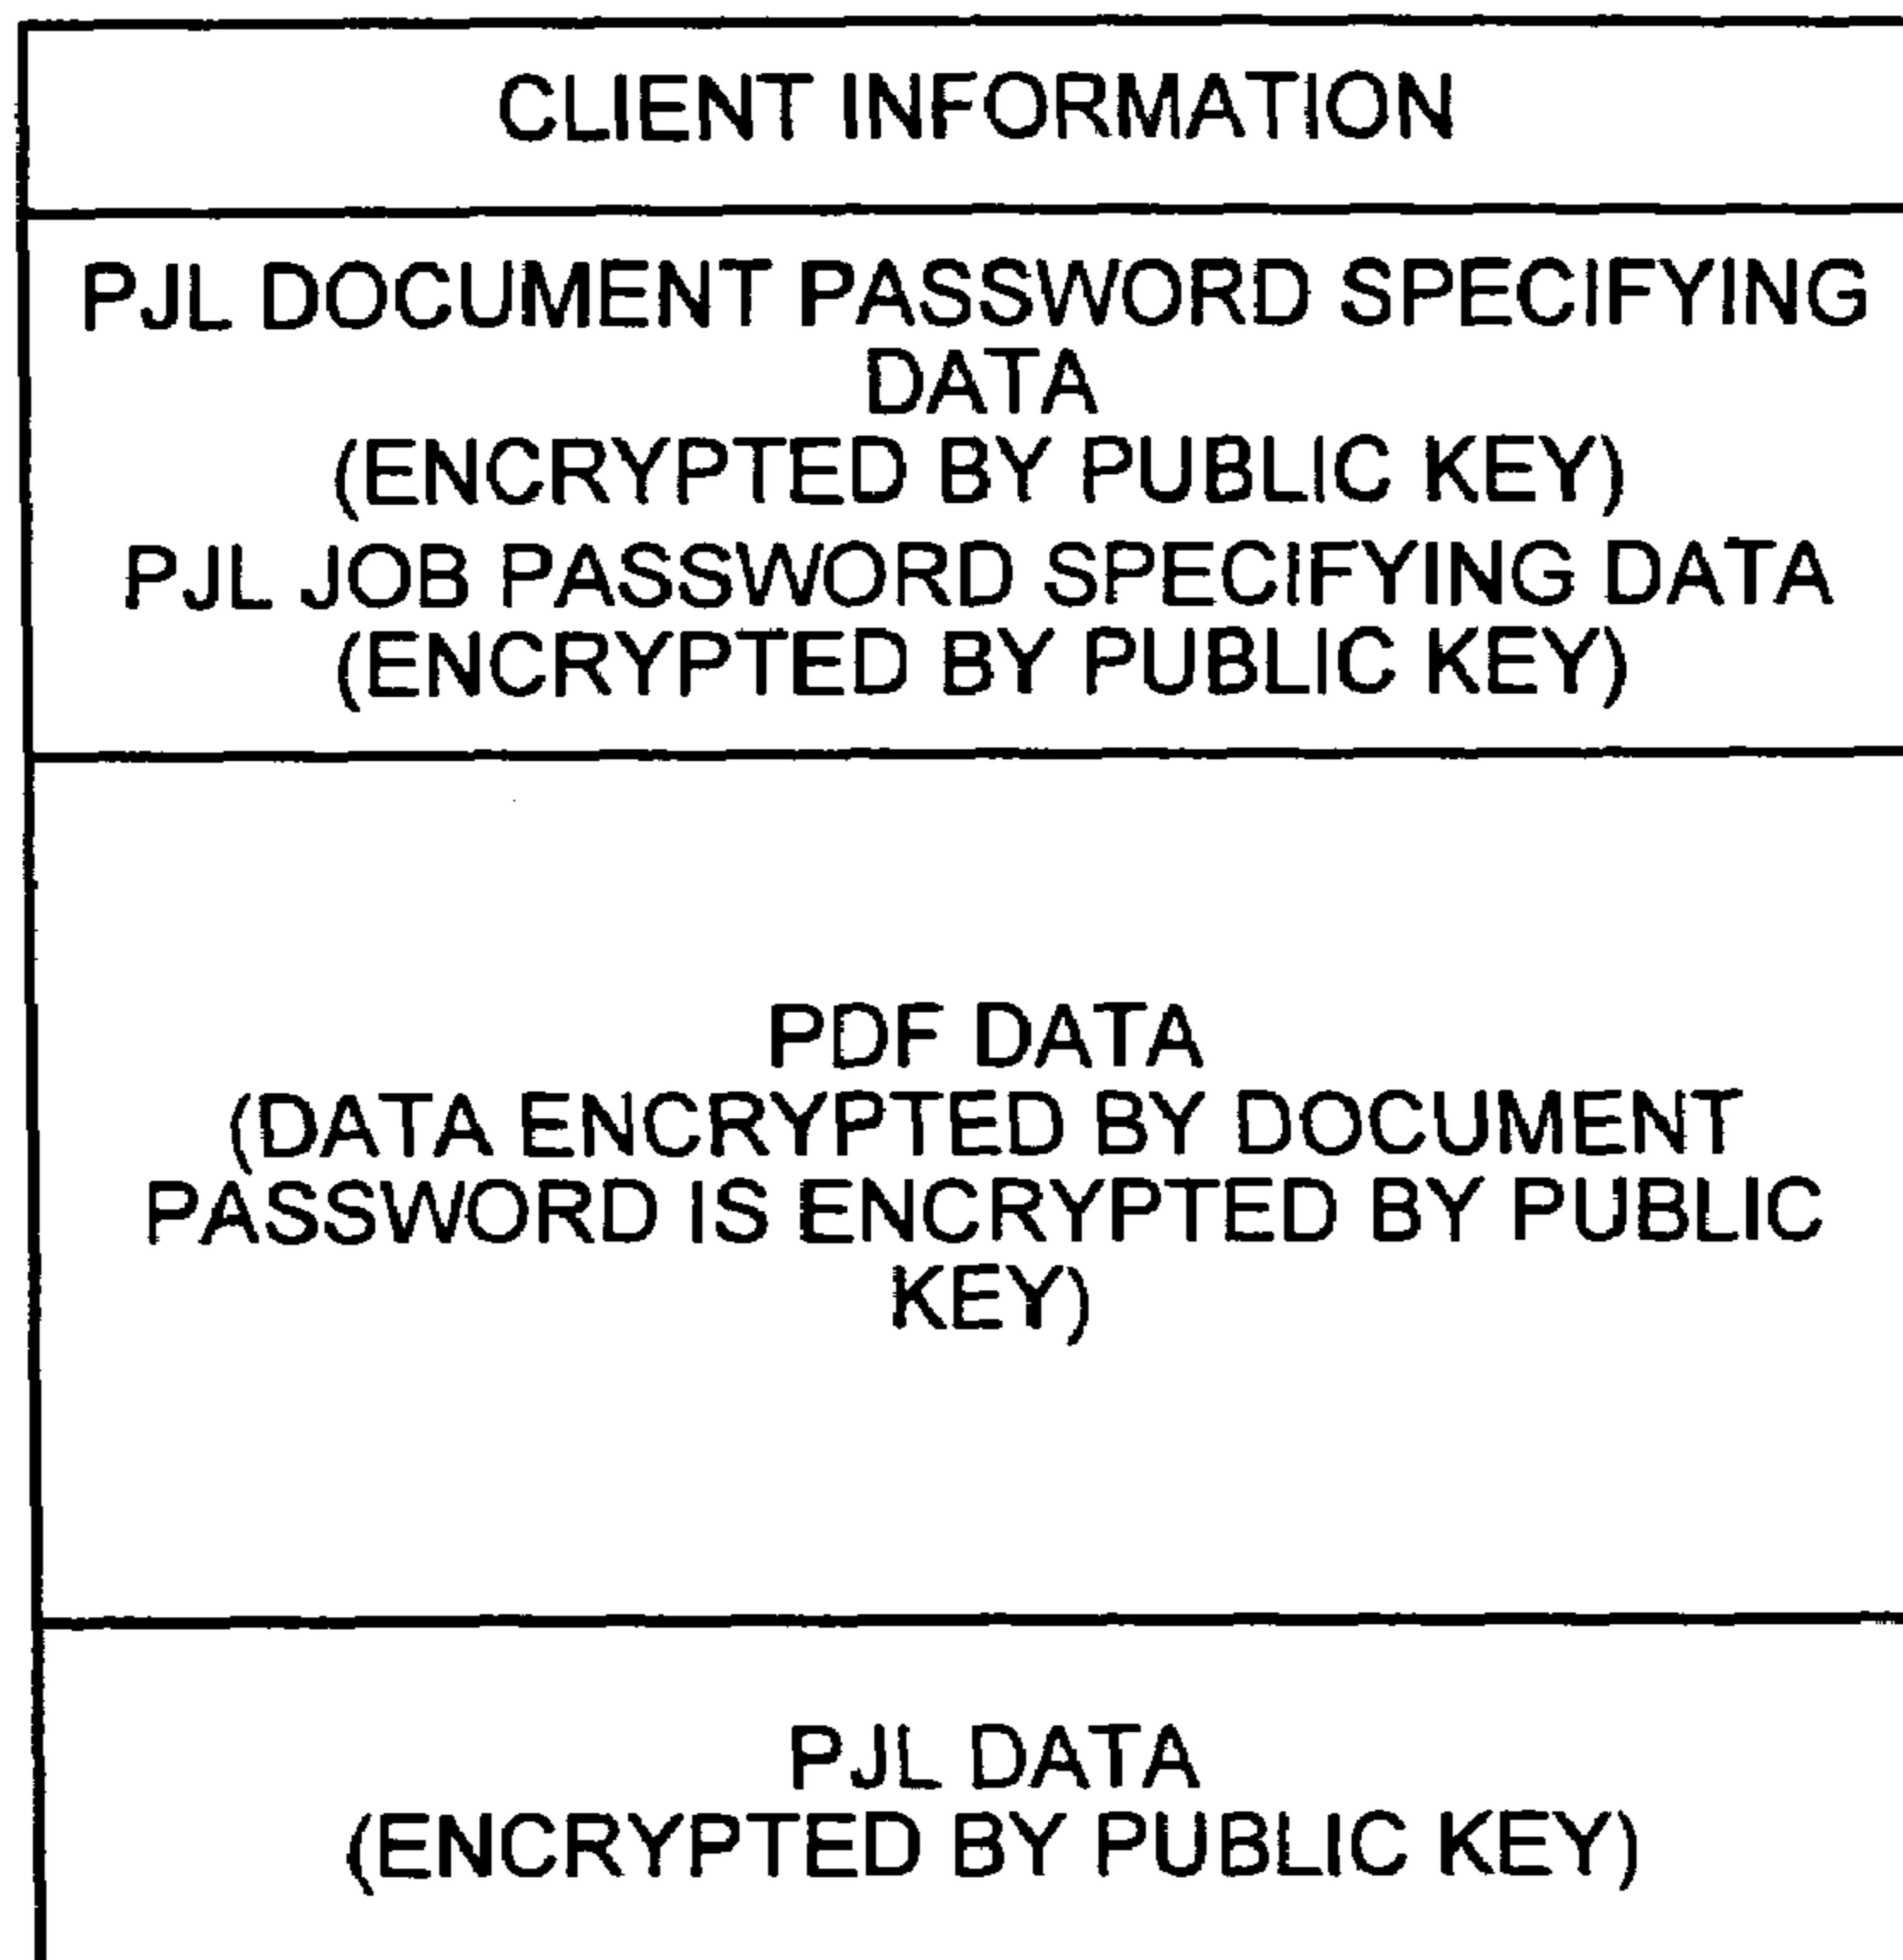 CLIENT INFORMATION
PJL DOCUMENT PASSWORD SPECIFYING
DATA
(ENCRYPTED BY PUBLIC KEY)
PJL JOB PASSWORD SPECIFYING DATA
(ENCRYPTED BY PUBLIC KEY)
PDF DATA
(DATA ENCRYPTED BY DOCUMENT
PASSWORD IS ENCRYPTED BY PUBLIC
KEY)
PJL DATA
(ENCRYPTED BY PUBLIC KEY)